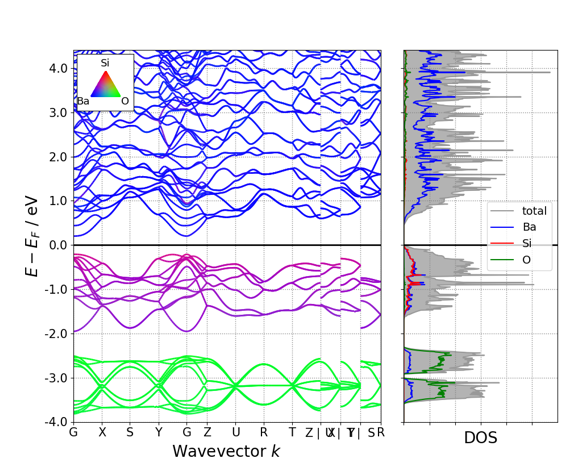 Si
Ba O
4.0
3.0
2.0
1.0
0.0
-1.0
-2.0
-3.0
-4.0
E − E_F / eV
G X S Y G Z U R T Z | U X | Y T | S R
Wavevector k
total
Ba
Si
O
DOS